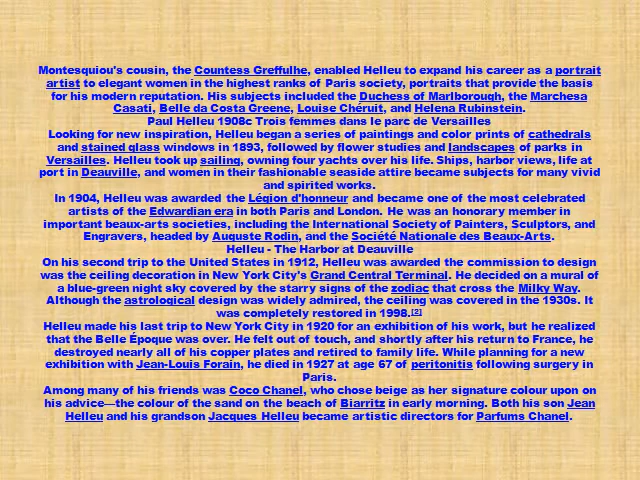 Montesquiou's cousin, the Countess Greffulhe, enabled Helleu to expand his career as a portrait
artist to elegant women in the highest ranks of Paris society, portraits that provide the basis
for his modern reputation. His subjects included the Duchess of Marlborough, the Marchesa
Casati, Belle da Costa Greene, Louise Chéruit, and Helena Rubinstein.
Paul Helleu 1908c Trois femmes dans le parc de Versailles
Looking for new inspiration, Helleu began a series of paintings and color prints of cathedrals
and stained glass windows in 1893, followed by flower studies and landscapes of parks in
Versailles. Helleu took up sailing, owning four yachts over his life. Ships, harbor views, life at
port in Deauville, and women in their fashionable seaside attire became subjects for many vivid
and spirited works.
In 1904, Helleu was awarded the Légion d'honneur and became one of the most celebrated
artists of the Edwardian era in both Paris and London. He was an honorary member in
important beaux-arts societies, including the International Society of Painters, Sculptors, and
Engravers, headed by Auguste Rodin, and the Société Nationale des Beaux-Arts.
Helleu - The Harbor at Deauville
On his second trip to the United States in 1912, Helleu was awarded the commission to design
was the ceiling decoration in New York City's Grand Central Terminal. He decided on a mural of
a blue-green night sky covered by the starry signs of the zodiac that cross the Milky Way.
Although the astrological design was widely admired, the ceiling was covered in the 1930s. It
was completely restored in 1998.[2]
Helleu made his last trip to New York City in 1920 for an exhibition of his work, but he realized
that the Belle Époque was over. He felt out of touch, and shortly after his return to France, he
destroyed nearly all of his copper plates and retired to family life. While planning for a new
exhibition with Jean-Louis Forain, he died in 1927 at age 67 of peritonitis following surgery in
Paris.
Among many of his friends was Coco Chanel, who chose beige as her signature colour upon on
his advice—the colour of the sand on the beach of Biarritz in early morning. Both his son Jean
Helleu and his grandson Jacques Helleu became artistic directors for Parfums Chanel.